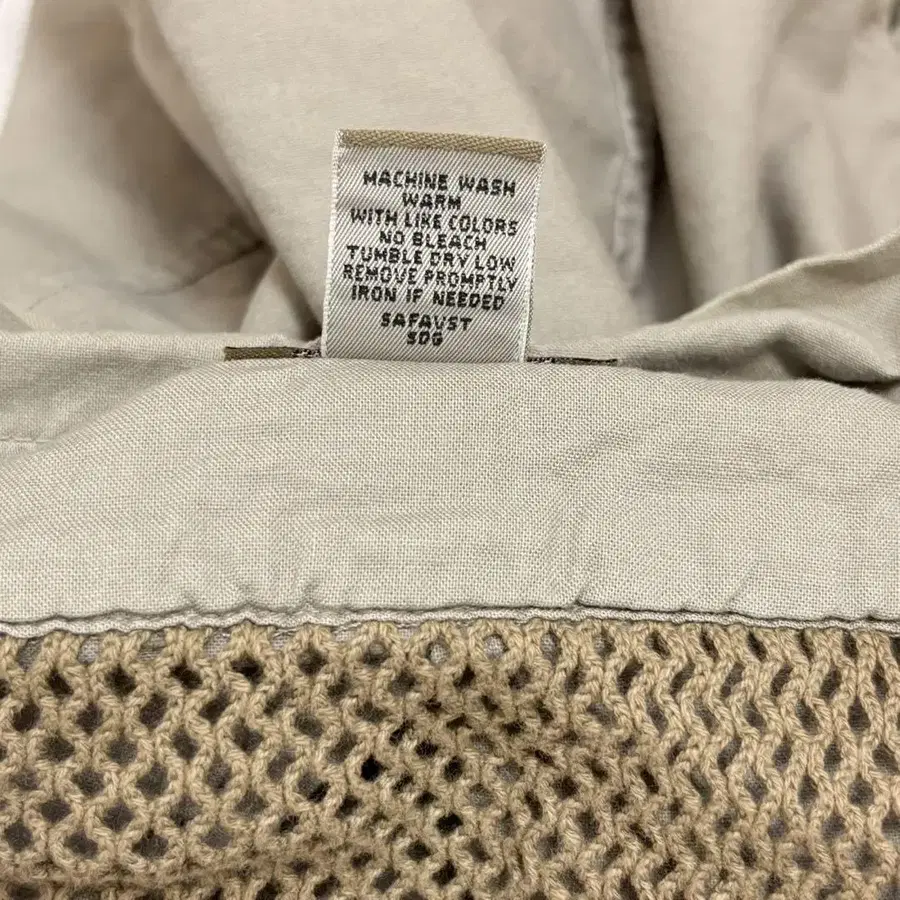 MACHINE WASH
WARM
WITH LIKE COLORS
NO BLEACH
TUMBLE DRY LOW
REMOVE PROMPTLY
IRON IF NEEDED
SAFAVST
SDG